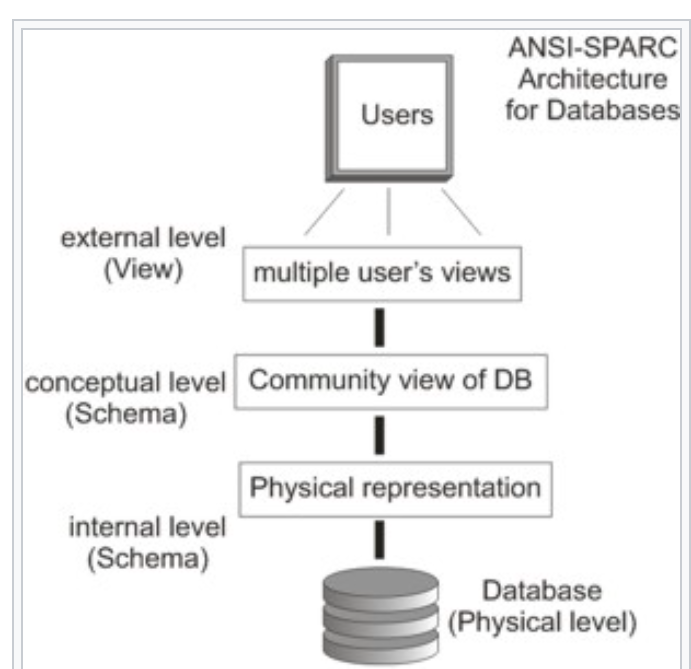 ANSI-SPARC
Architecture
for Databases
Users
external level
(View)
multiple user's views
conceptual level
(Schema)
Community view of DB
Physical representation
internal level
(Schema)
Database
(Physical level)